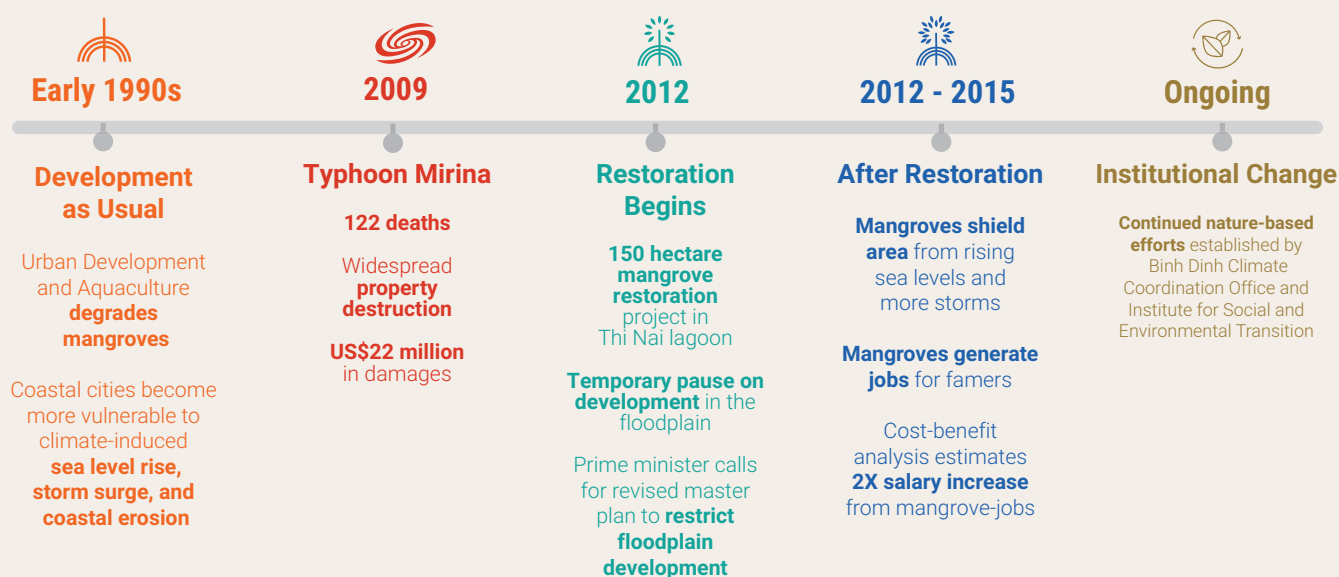 Early 1990s
Development
as Usual
Urban Development
and Aquaculture
degrades
mangroves
Coastal cities become
more vulnerable to
climate-induced
sea level rise,
storm surge, and
coastal erosion
2009
Typhoon Mirina
122 deaths
Widespread
property
destruction
US$22 million
in damages
2012
Restoration
Begins
150 hectare
mangrove
restoration
project in
Thi Nai lagoon
Temporary pause on
development in the
floodplain
Prime minister calls
for revised master
plan to restrict
floodplain
development
2012 - 2015
After Restoration
Mangroves shield
area from rising
sea levels and
more storms
Mangroves generate
jobs for famers
Cost-benefit
analysis estimates
2X salary increase
from mangrove-jobs
Ongoing
Institutional Change
Continued nature-based
efforts established by
Binh Dinh Climate
Coordination Office and
Institute for Social and
Environmental Transition